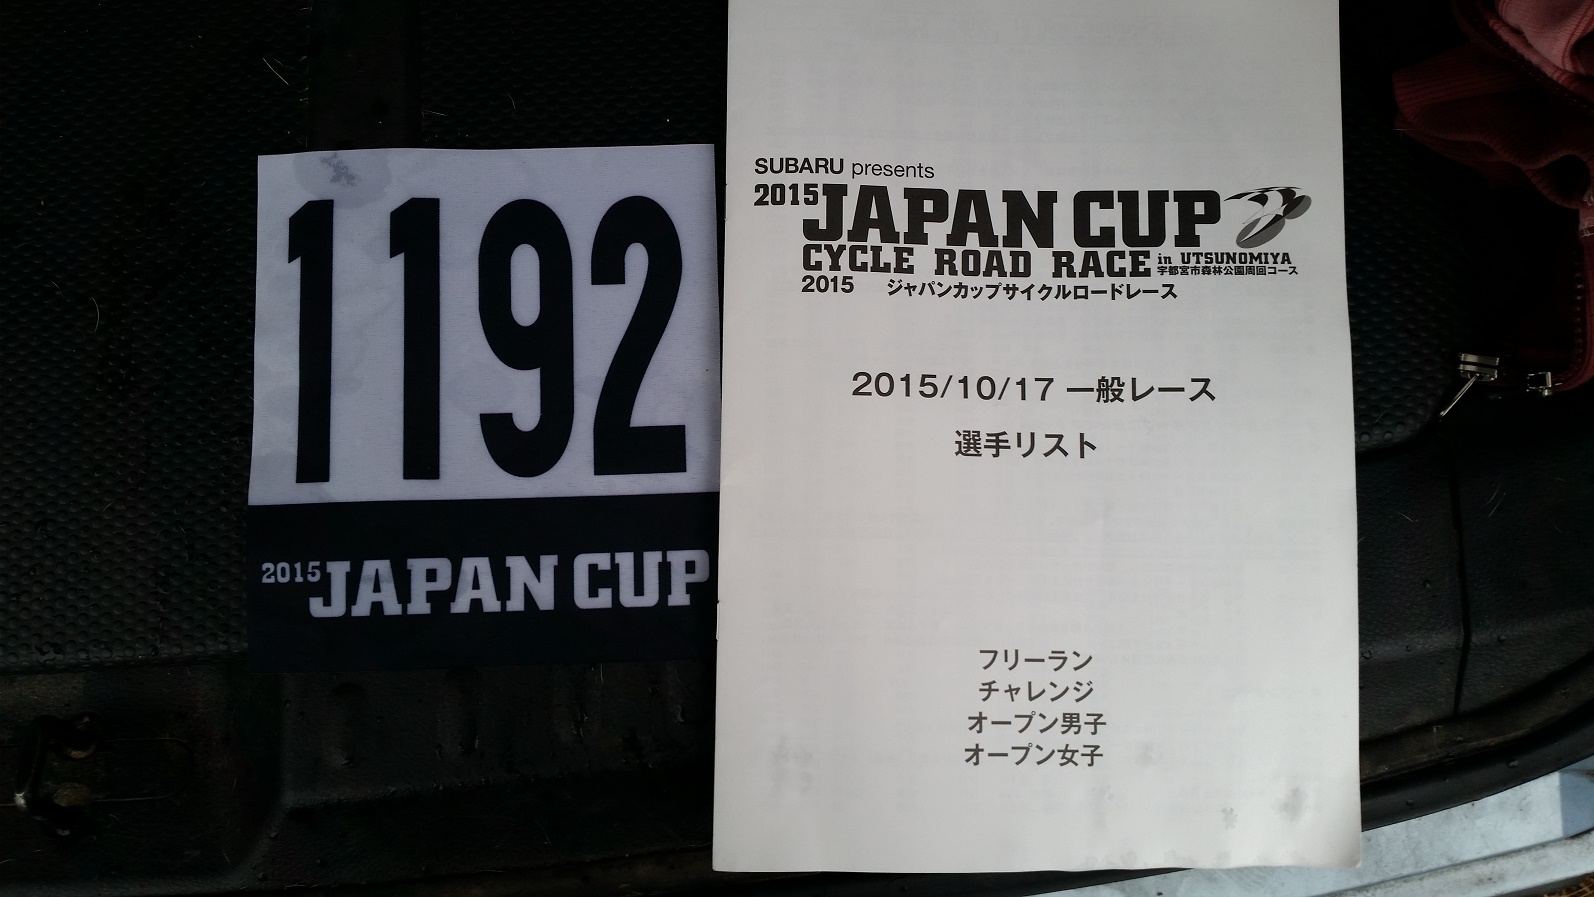 1192
2015 JAPAN CUP
SUBARU presents
2015 JAPAN CUP
CYCLE ROAD RACE in UTSUNOMIYA
宇都宮市森林公園周回コース
2015 ジャパンカップサイクルロードレース
2015/10/17 一般レース
選手リスト
フリーラン
チャレンジ
オープン男子
オープン女子